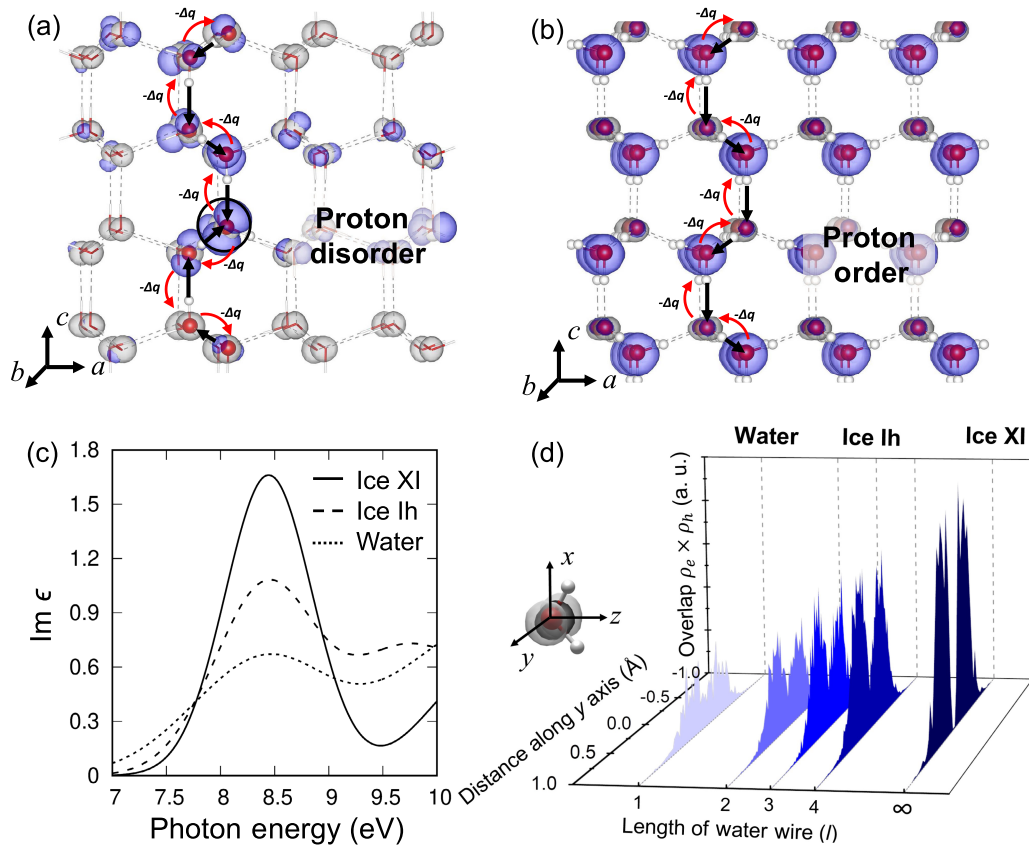 (a)
-Δq
-Δq
-Δq
-Δq
-Δq
-Δq
-Δq
Proton
disorder
c
b
a
(b)
-Δq
-Δq
-Δq
-Δq
-Δq
-Δq
-Δq
Proton
order
c
b
a
(c)
1.8
1.5
1.2
0.9
0.6
0.3
0
Im ϵ
Ice XI
Ice Ih
Water
7
7.5
8
8.5
9
9.5
10
Photon energy (eV)
(d)
Water
Ice Ih
Ice XI
Overlap ρe × ρh (a. u.)
x
z
y
-1.0
-0.5
0.0
0.5
1.0
Distance along y axis (Å)
1
2
3
4
∞
Length of water wire (l)